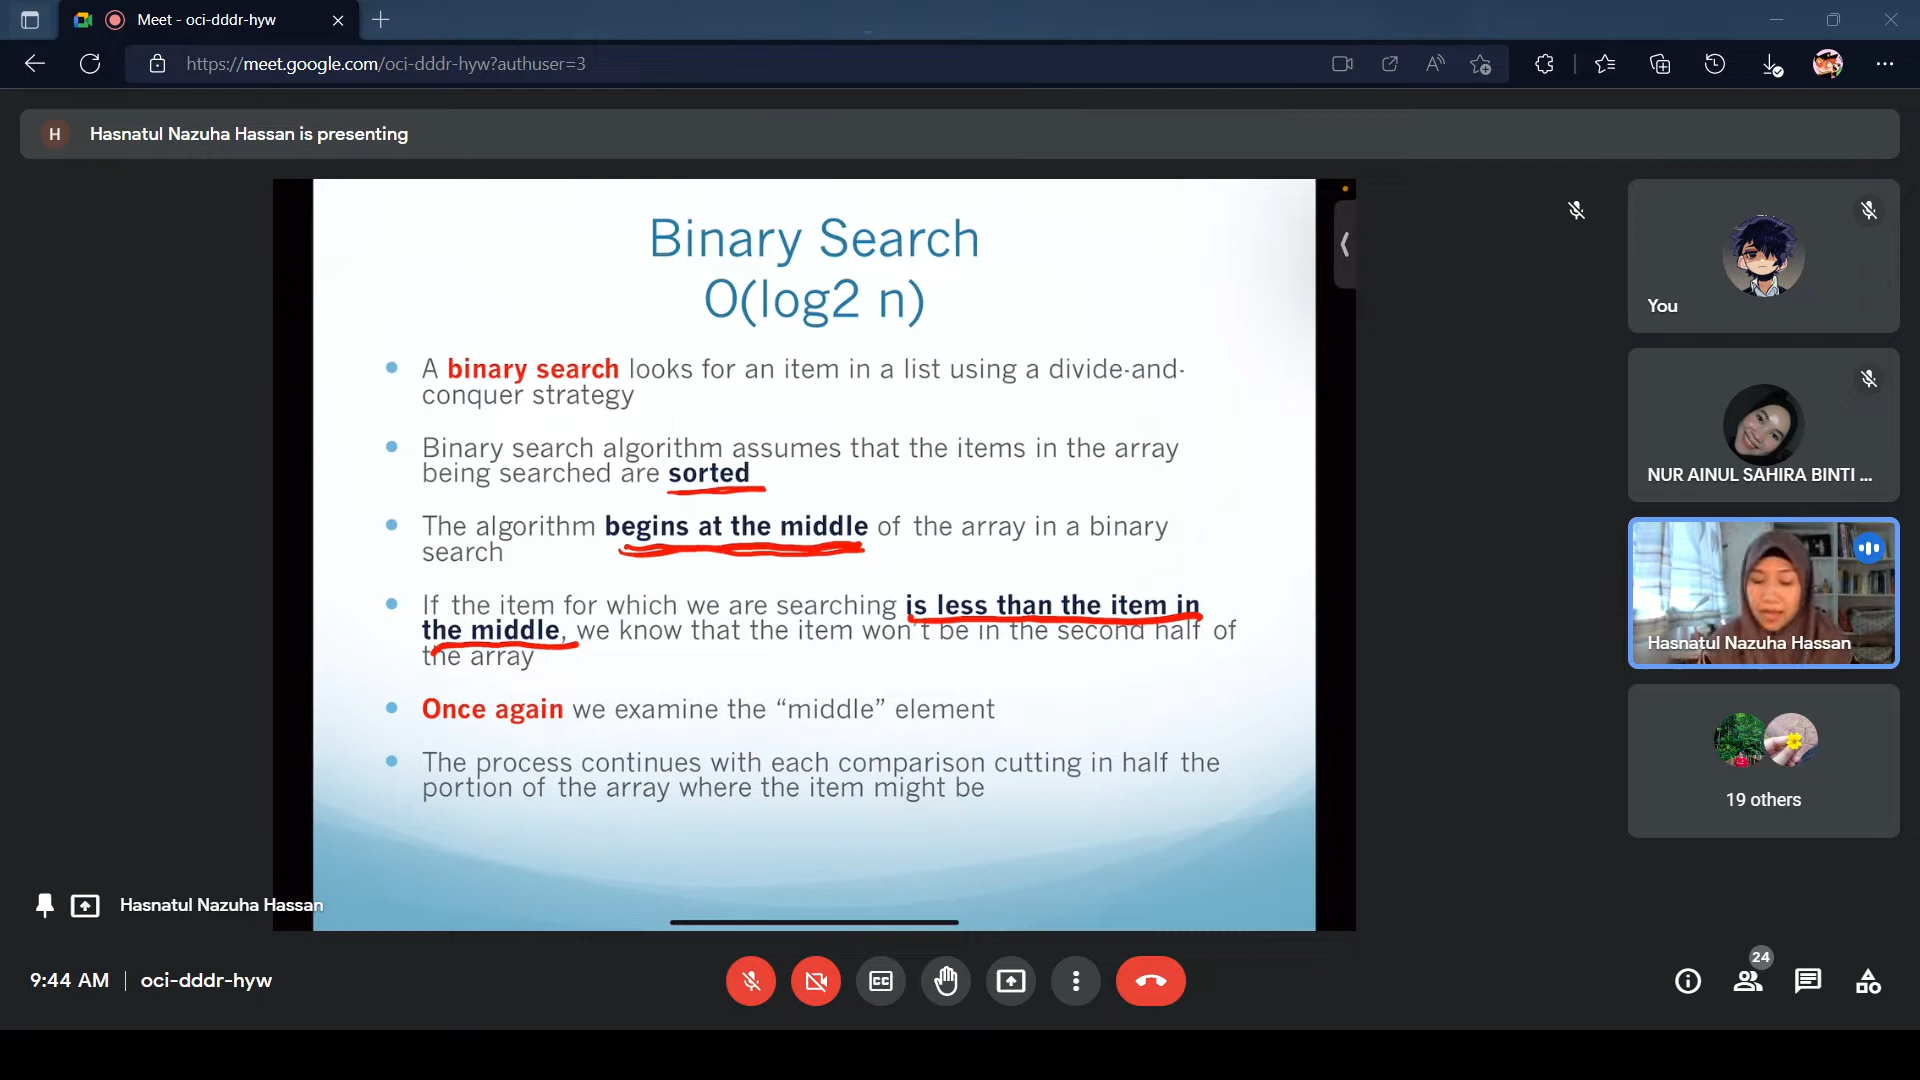 Meet - oci-dddr-hyw
https://meet.google.com/oci-dddr-hyw?authuser=3
H
Hasnatul Nazuha Hassan is presenting
Binary Search
O(log2 n)
A binary search looks for an item in a list using a divide-and-
conquer strategy
Binary search algorithm assumes that the items in the array
being searched are sorted
The algorithm begins at the middle of the array in a binary
search
If the item for which we are searching is less than the item in
the middle, we know that the item won't be in the second half of
the array
Once again we examine the “middle” element
The process continues with each comparison cutting in half the
portion of the array where the item might be
You
NUR AINUL SAHIRA BINTI ...
Hasnatul Nazuha Hassan
19 others
Hasnatul Nazuha Hassan
9:44 AM
oci-dddr-hyw
CC
24